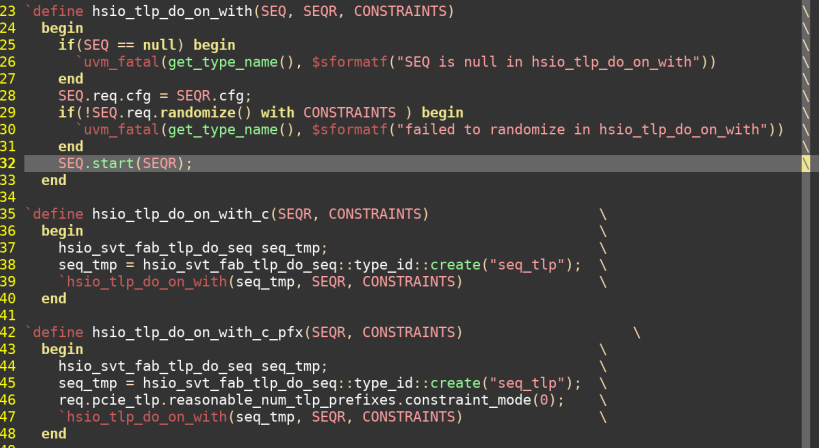 23 `define hsio_tlp_do_on_with(SEQ, SEQR, CONSTRAINTS) \
24 begin \
25 if(SEQ == null) begin \
26 `uvm_fatal(get_type_name(), $sformatf("SEQ is null in hsio_tlp_do_on_with")) \
27 end \
28 SEQ.req.cfg = SEQR.cfg; \
29 if(!SEQ.req.randomize() with CONSTRAINTS ) begin \
30 `uvm_fatal(get_type_name(), $sformatf("failed to randomize in hsio_tlp_do_on_with")) \
31 end \
32 SEQ.start(SEQR); \
33 end
34
35 `define hsio_tlp_do_on_with_c(SEQR, CONSTRAINTS) \
36 begin \
37 hsio_svt_fab_tlp_do_seq seq_tmp; \
38 seq_tmp = hsio_svt_fab_tlp_do_seq::type_id::create("seq_tlp"); \
39 `hsio_tlp_do_on_with(seq_tmp, SEQR, CONSTRAINTS) \
40 end
41
42 `define hsio_tlp_do_on_with_c_pfx(SEQR, CONSTRAINTS) \
43 begin \
44 hsio_svt_fab_tlp_do_seq seq_tmp; \
45 seq_tmp = hsio_svt_fab_tlp_do_seq::type_id::create("seq_tlp"); \
46 req.pcie_tlp.reasonable_num_tlp_prefixes.constraint_mode(0); \
47 `hsio_tlp_do_on_with(seq_tmp, SEQR, CONSTRAINTS) \
48 end